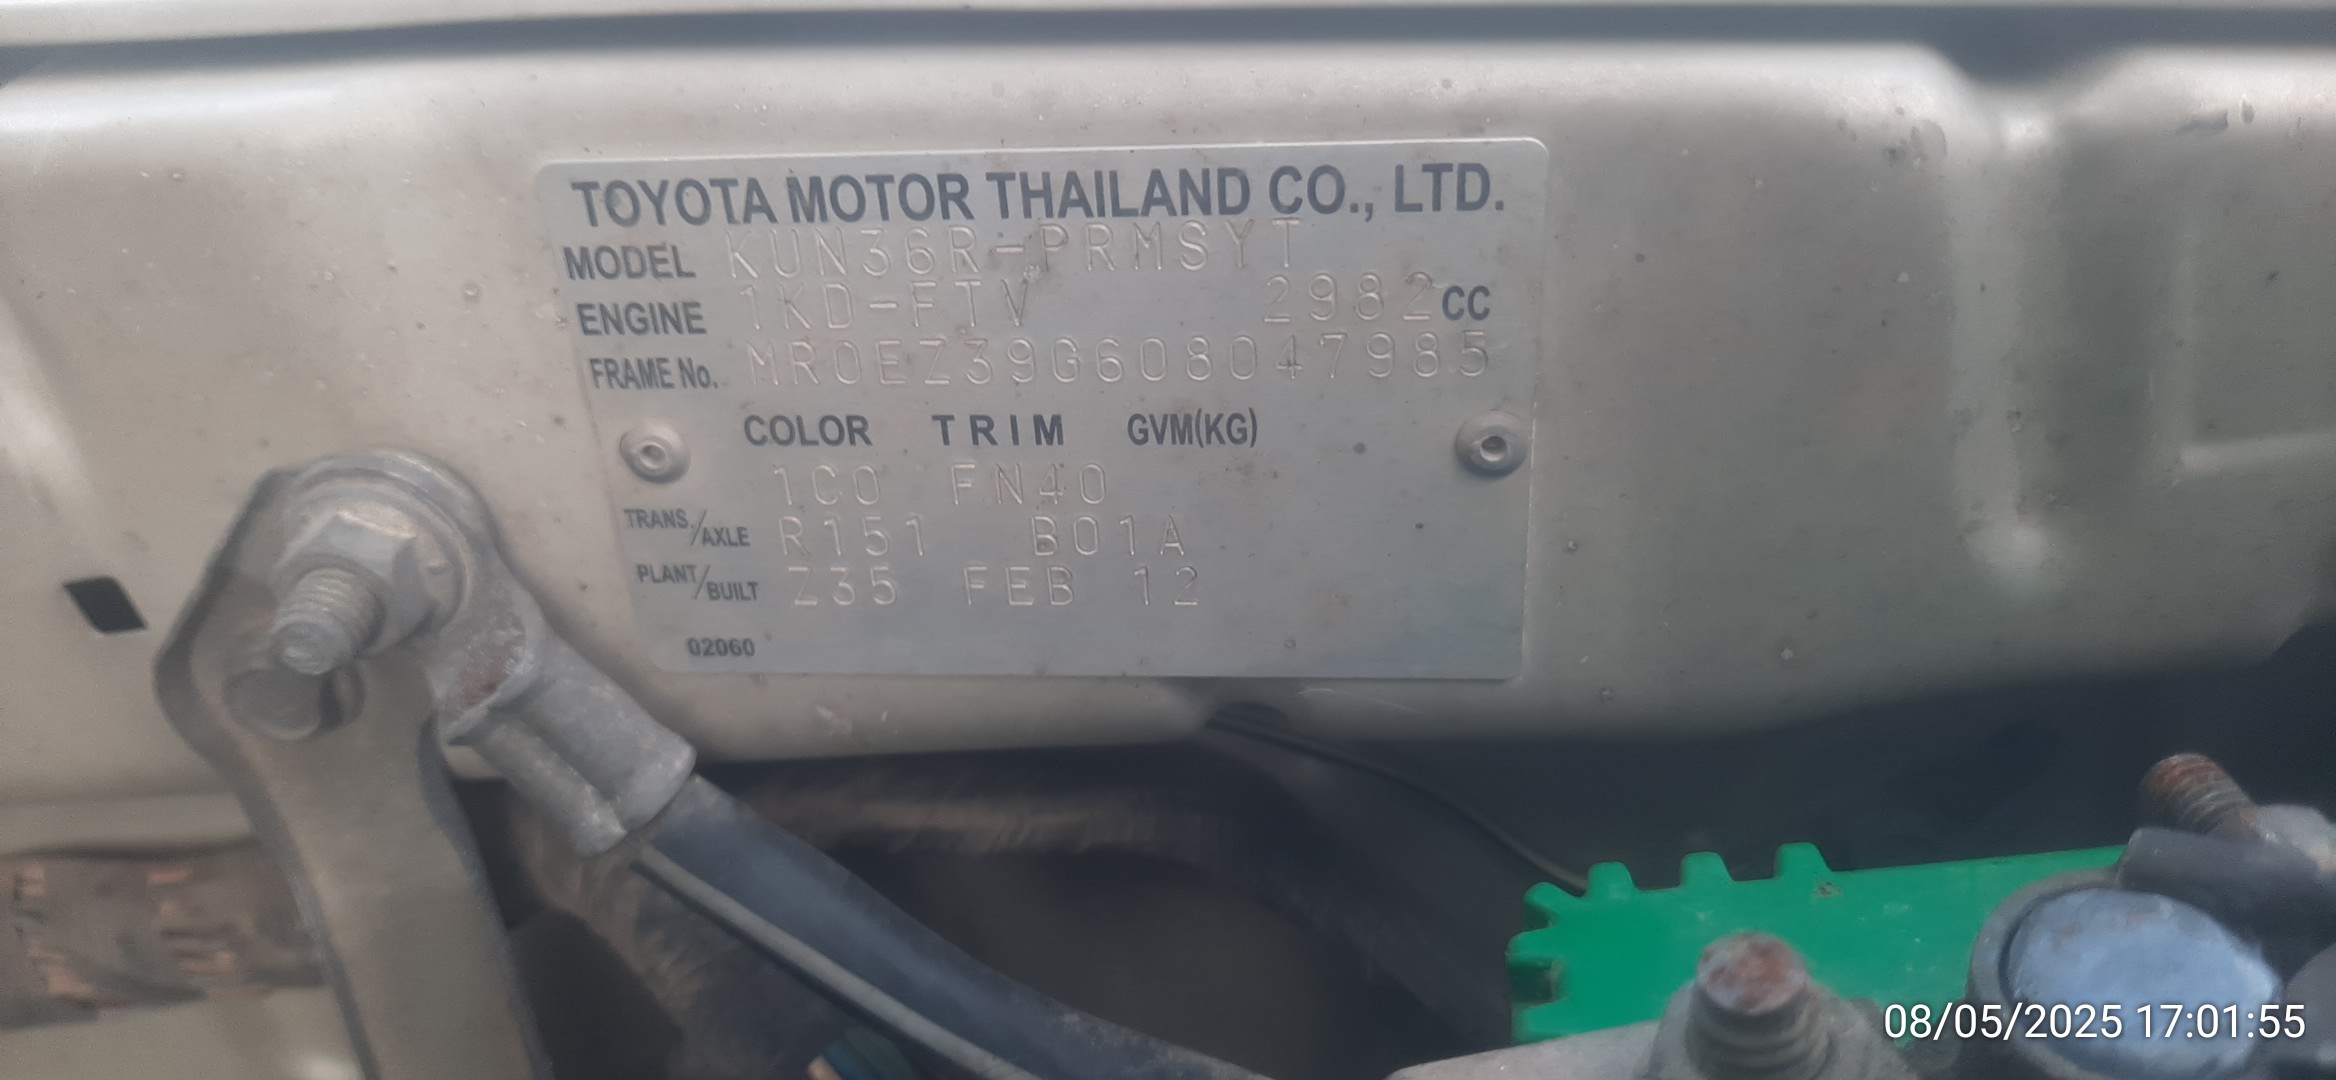 TOYOTA MOTOR THAILAND CO., LTD.
MODEL KUN36R-PRMSYT
ENGINE 1KD-FTV 2982 CC
FRAME No. MR0EZ39G608047985
COLOR TRIM GVM(KG)
1C0 FN40
TRANS./AXLE R151 B01A
PLANT/BUILT Z35 FEB 12
02060
08/05/2025 17:01:55